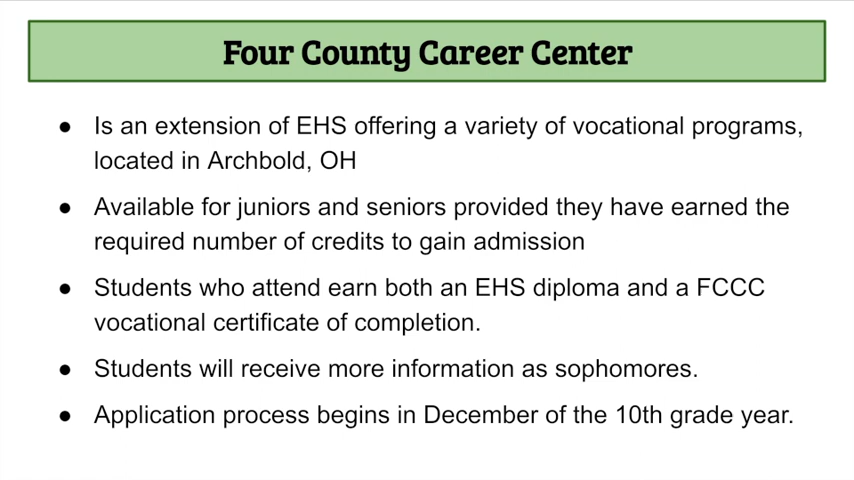 Four County Career Center
● Is an extension of EHS offering a variety of vocational programs,
located in Archbold, OH
● Available for juniors and seniors provided they have earned the
required number of credits to gain admission
● Students who attend earn both an EHS diploma and a FCCC
vocational certificate of completion.
● Students will receive more information as sophomores.
● Application process begins in December of the 10th grade year.